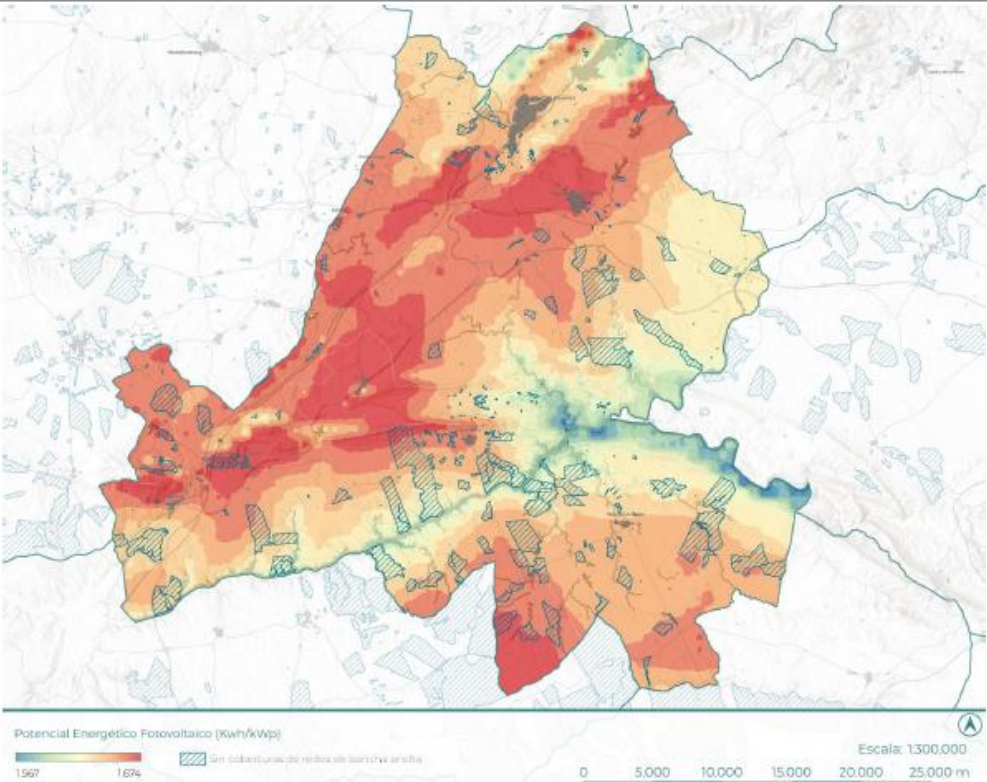 Potencial Energético Fotovoltaico (Kwh/kWp)
1.567
1.674
Sin coberturas de redes de bancha ancha
Escala: 1:300.000
0 5.000 10.000 15.000 20.000 25.000 m